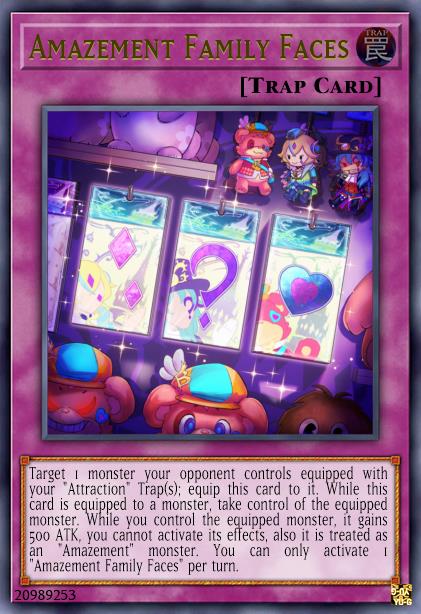 Amazement Family Faces
TRAP
罠
[Trap Card]
Target 1 monster your opponent controls equipped with
your "Attraction" Trap(s); equip this card to it. While this
card is equipped to a monster, take control of the equipped
monster. While you control the equipped monster, it gains
500 ATK, you cannot activate its effects, also it is treated as
an "Amazement" monster. You can only activate 1
"Amazement Family Faces" per turn.
20989253